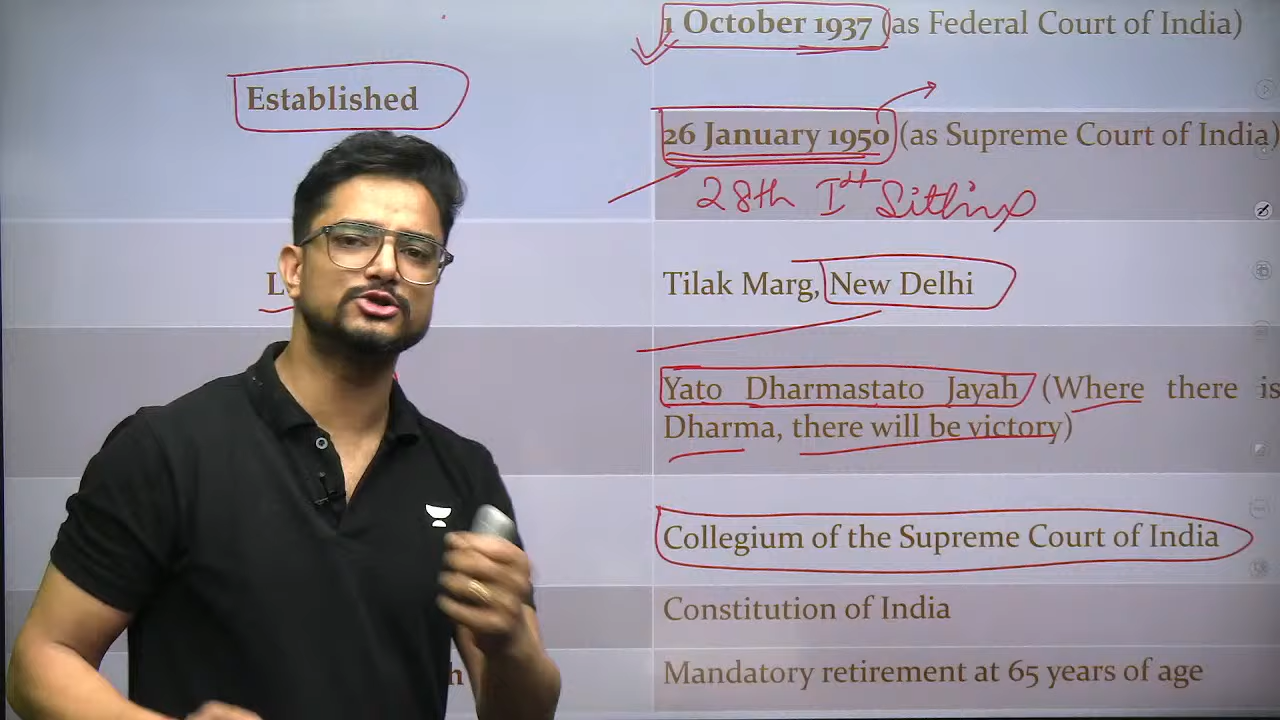 1 October 1937 (as Federal Court of India)
Established
26 January 1950 (as Supreme Court of India)
28th Ist Sitting
Tilak Marg, New Delhi
Yato Dharmastato Jayah (Where there is
Dharma, there will be victory)
Collegium of the Supreme Court of India
Constitution of India
Mandatory retirement at 65 years of age